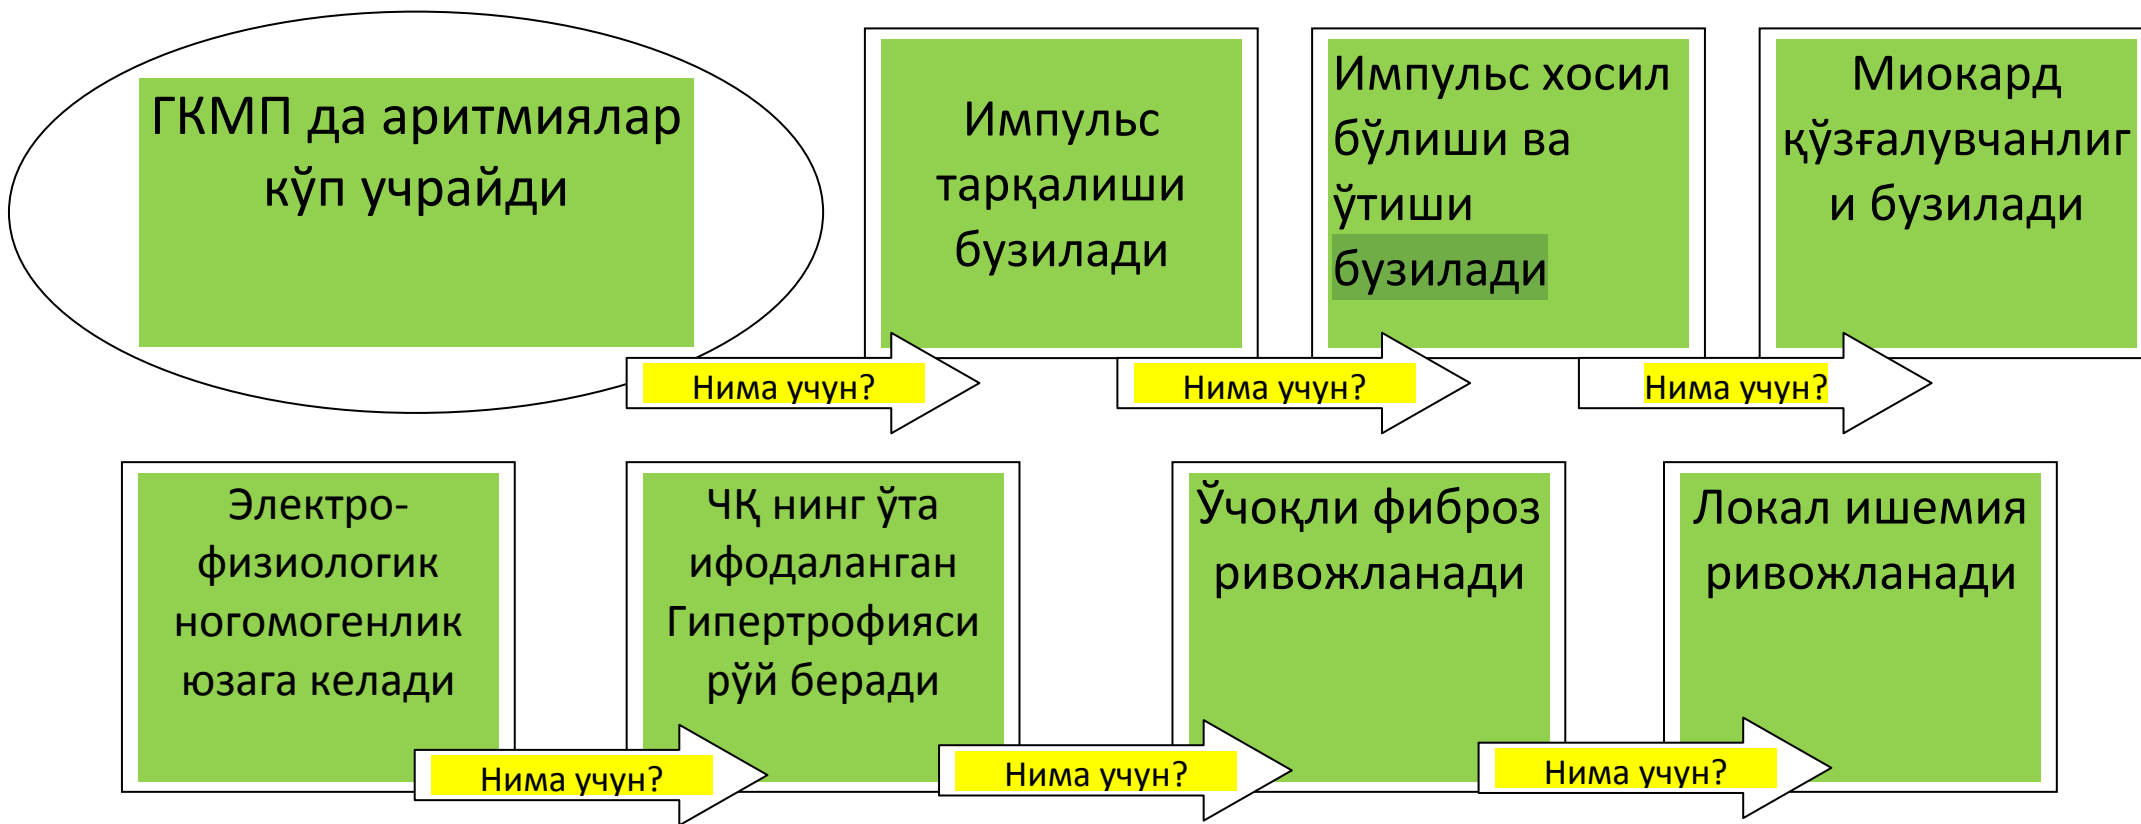 ГКМП да аритмиялар
кўп учрайди
Импульс
тарқалиши
бузилади
Импульс хосил
бўлиши ва
ўтиши
бузилади
Миокард
қўзғалувчанлиг
и бузилади
Нима учун?
Нима учун?
Нима учун?
Электро-
физиологик
ногомогенлик
юзага келади
ЧҚ нинг ўта
ифодаланган
Гипертрофияси
рўй беради
Ўчоқли фиброз
ривожланади
Локал ишемия
ривожланади
Нима учун?
Нима учун?
Нима учун?